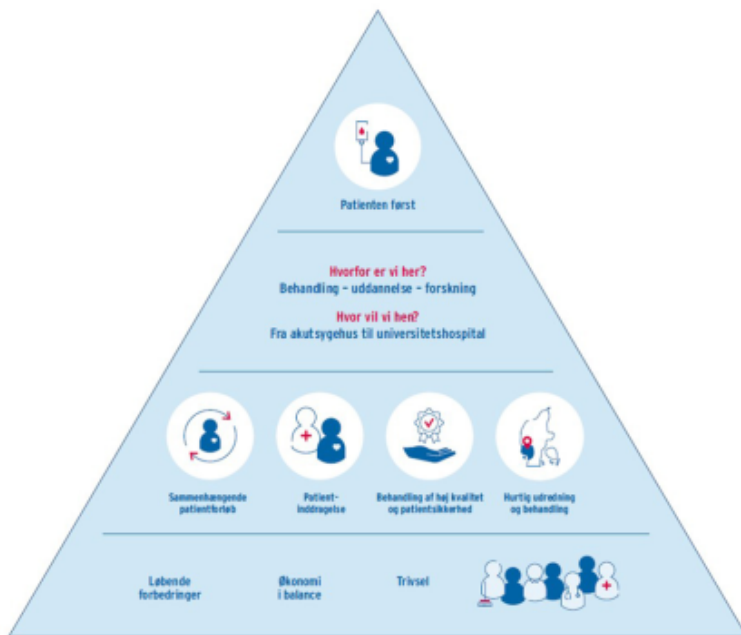 Patienten først
Hvorfor er vi her?
Behandling – uddannelse – forskning
Hvor vil vi hen?
Fra akutsygehus til universitetshospital
Sammenhængende
patientforløb
Patient-
inddragelse
Behandling af høj kvalitet
og patientsikkerhed
Hurtig udredning
og behandling
Løbende
forbedringer
Økonomi
i balance
Trivsel